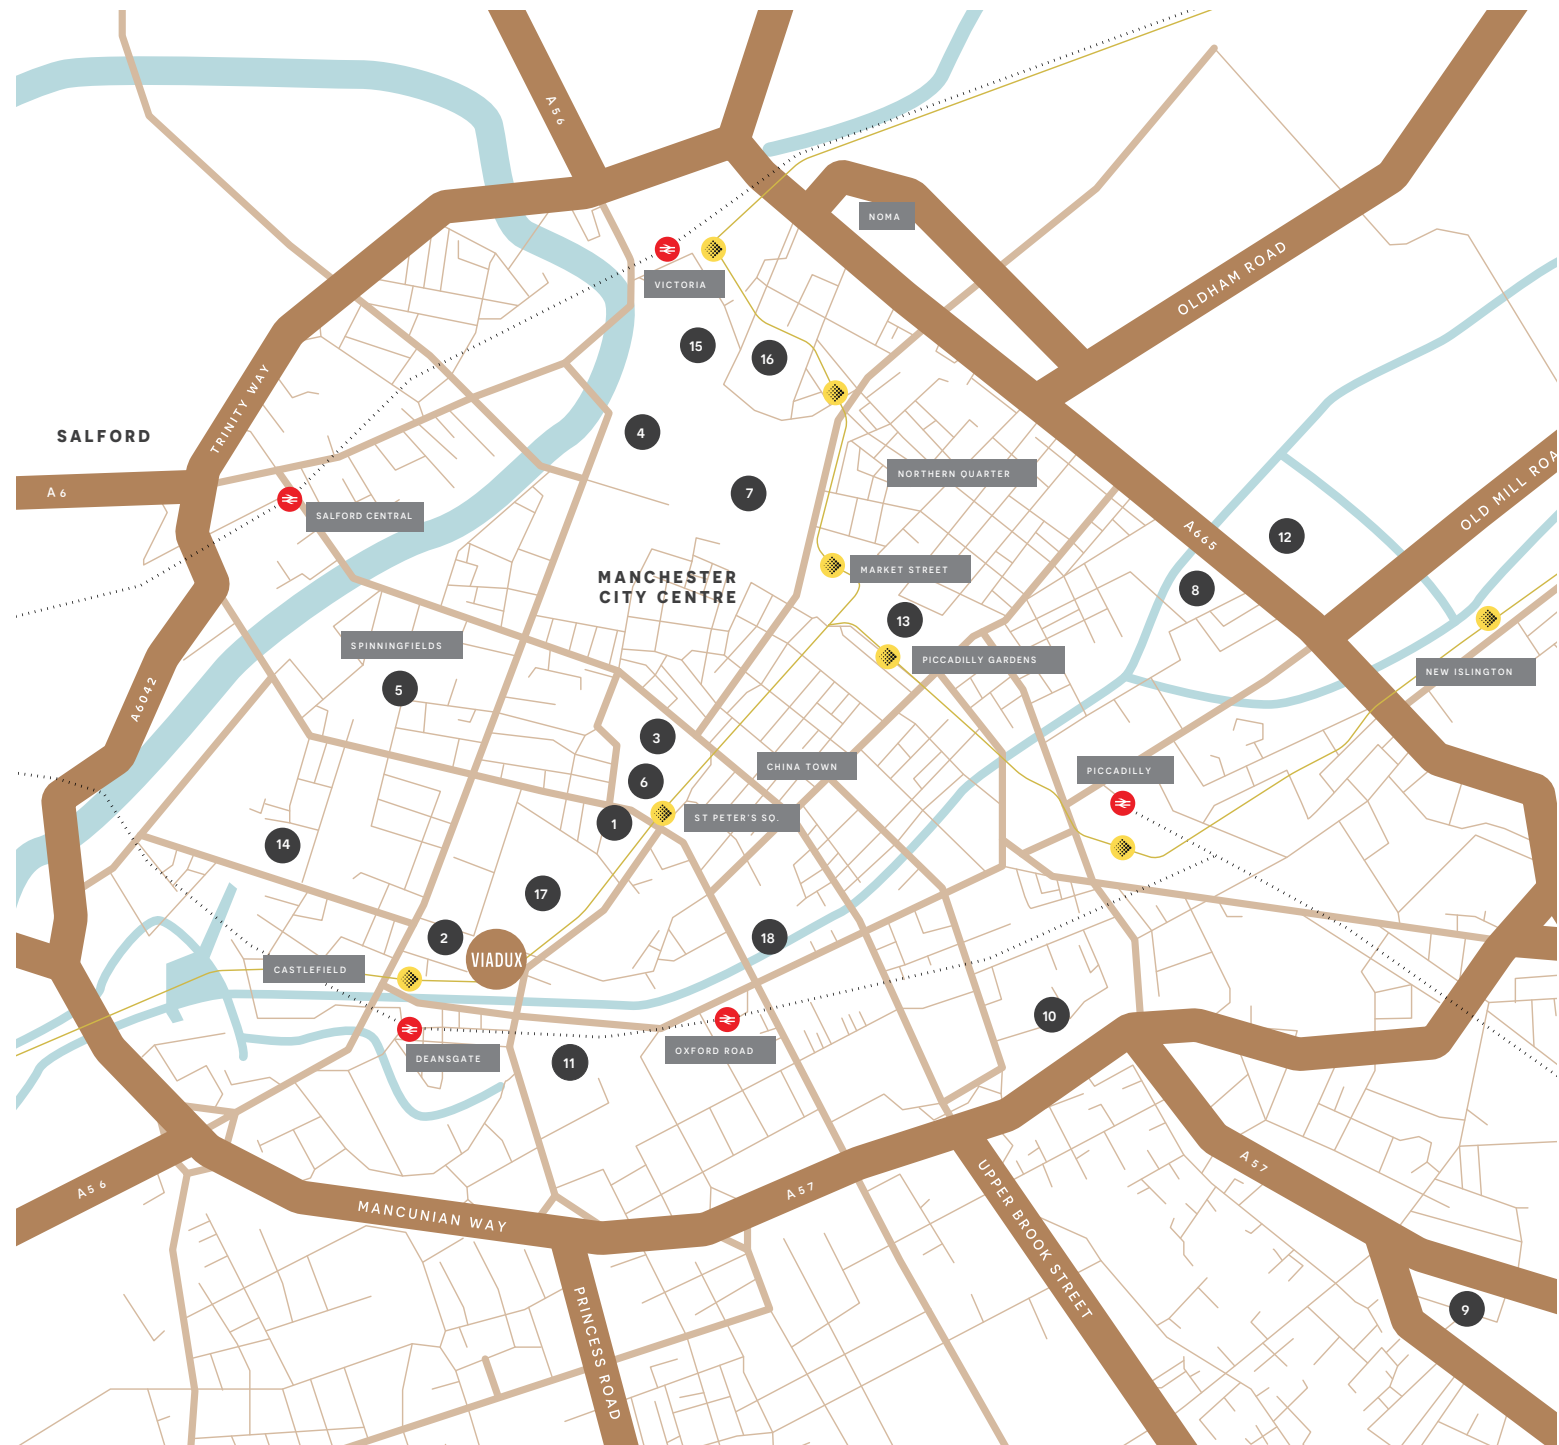 A56
NOMA
OLDHAM ROAD
VICTORIA
15
16
TRINITY WAY
SALFORD
4
NORTHERN QUARTER
A6
7
SALFORD CENTRAL
A665
12
OLD MILL ROA
MARKET STREET
MANCHESTER
CITY CENTRE
8
13
SPINNINGFIELDS
PICCADILLY GARDENS
NEW ISLINGTON
5
A6042
3
CHINA TOWN
PICCADILLY
6
ST PETER'S SQ.
1
14
17
2
18
VIADUX
CASTLEFIELD
10
DEANSGATE
OXFORD ROAD
11
A56
A57
A57
MANCUNIAN WAY
UPPER BROOK STREET
PRINCESS ROAD
9